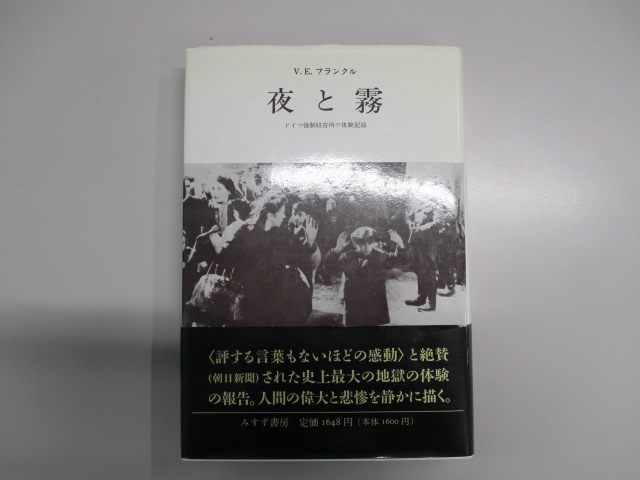 V. E. フランクル
夜と霧
ドイツ強制収容所の体験記録
〈評する言葉もないほどの感動〉と絶賛
(朝日新聞)された史上最大の地獄の体験
の報告。人間の偉大と悲惨を静かに描く。
みすず書房 定価1648円(本体1600円)